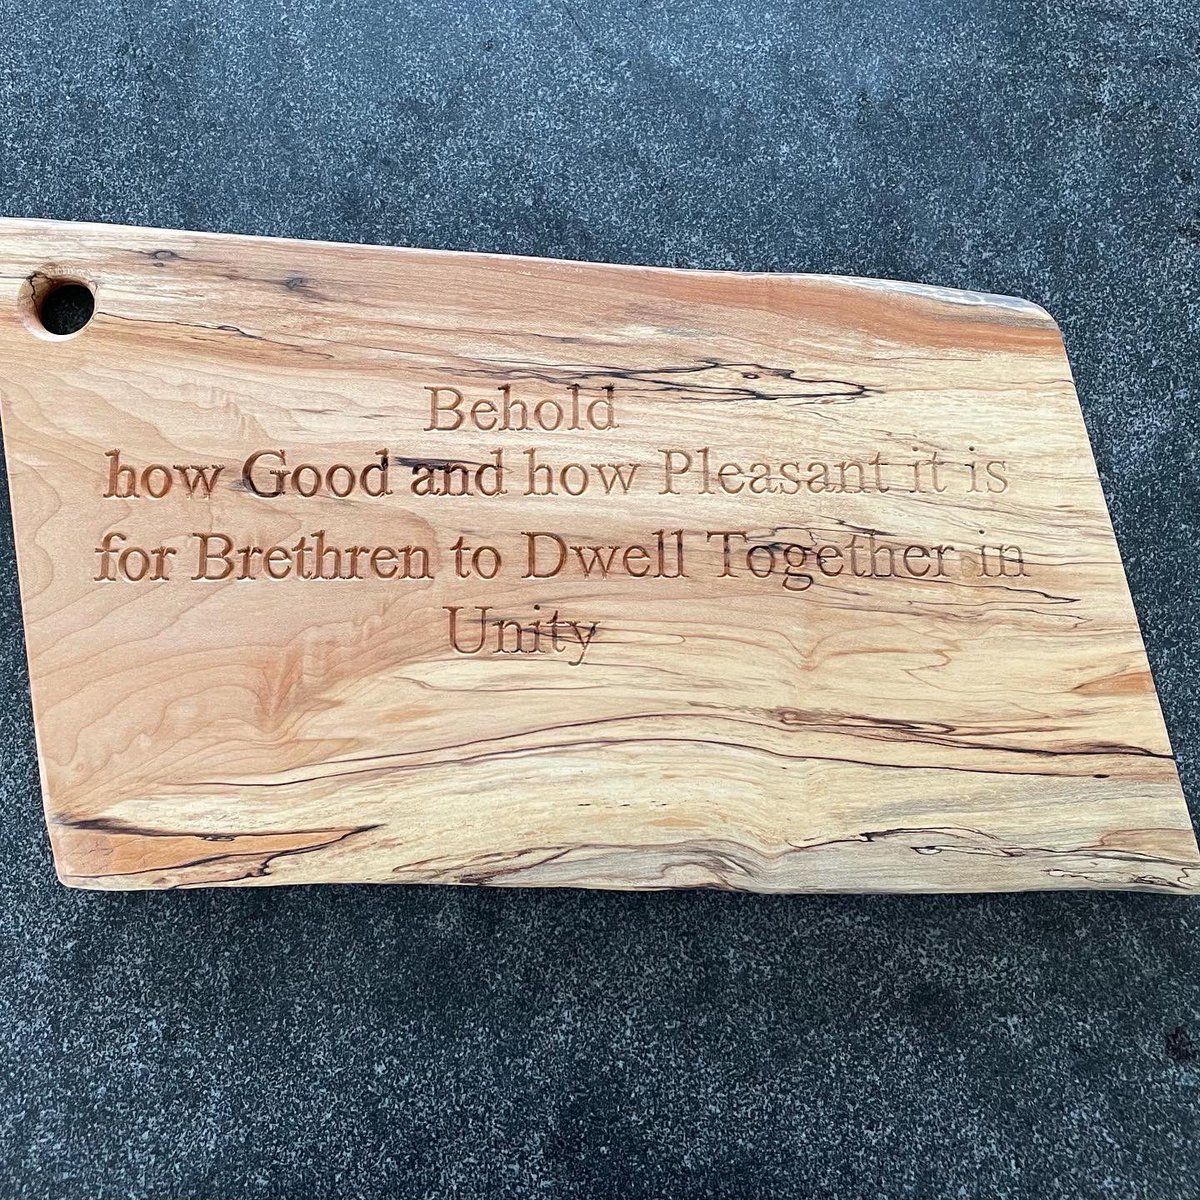 Behold
how Good and how Pleasant it is
for Brethren to Dwell Together in
Unity